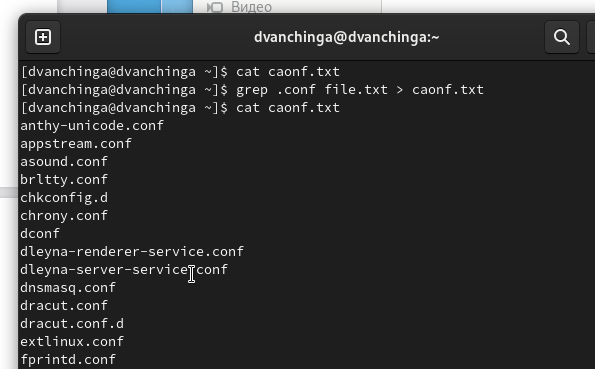 Видео
dvanchinga@dvanchinga:~
[dvanchinga@dvanchinga ~]$ cat caonf.txt
[dvanchinga@dvanchinga ~]$ grep .conf file.txt > caonf.txt
[dvanchinga@dvanchinga ~]$ cat caonf.txt
anthy-unicode.conf
appstream.conf
asound.conf
brltty.conf
chkconfig.d
chrony.conf
dconf
dleyna-renderer-service.conf
dleyna-server-service.conf
dnsmasq.conf
dracut.conf
dracut.conf.d
extlinux.conf
fprintd.conf